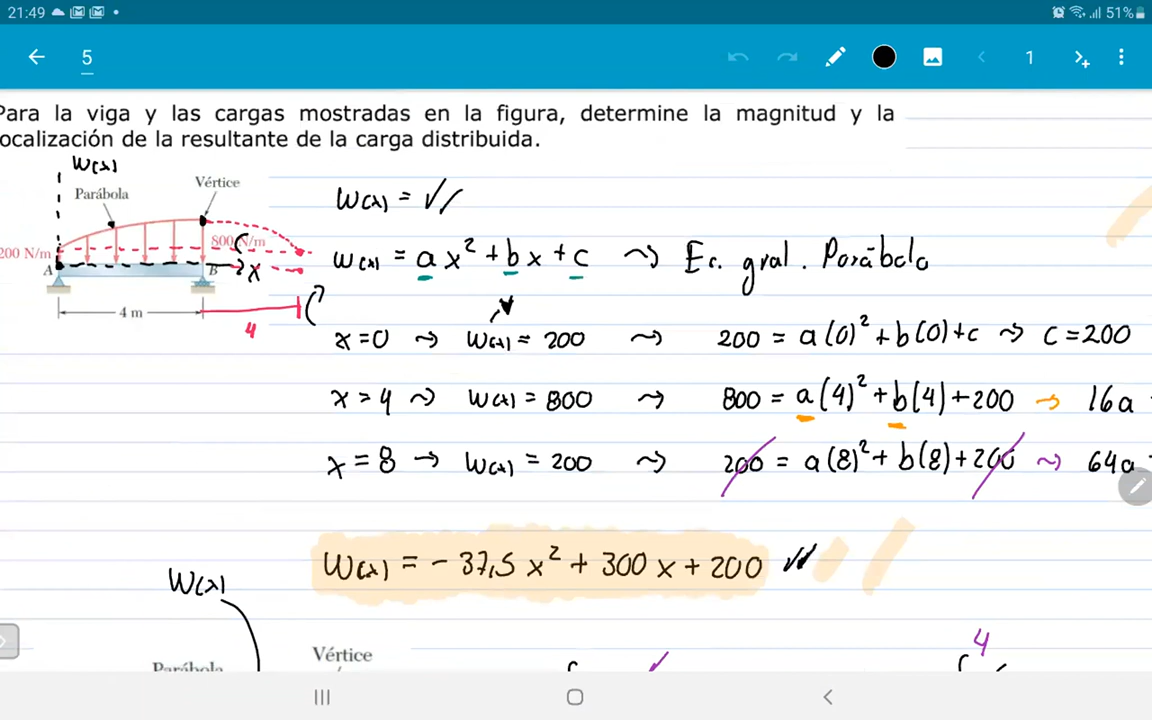 21:49 51%
5 1
Para la viga y las cargas mostradas en la figura, determine la magnitud y la
ocalización de la resultante de la carga distribuida.
W(x)
Parábola
Vértice
200 N/m
800 N/m
A
B
x
4 m
4
W(x) =
W(x) = ax² + bx + c ⇝ Ec. gral. Parábola
x=0 ⇝ W(x) = 200 ⇝ 200 = a(0)² + b(0) + c ⇝ c = 200
x=4 ⇝ W(x) = 800 ⇝ 800 = a(4)² + b(4) + 200 → 16a
x=8 → W(x) = 200 ⇝ 200 = a(8)² + b(8) + 200 ⇝ 64a
W(x) = -37,5x² + 300x + 200
W(x)
Parábola
Vértice
4